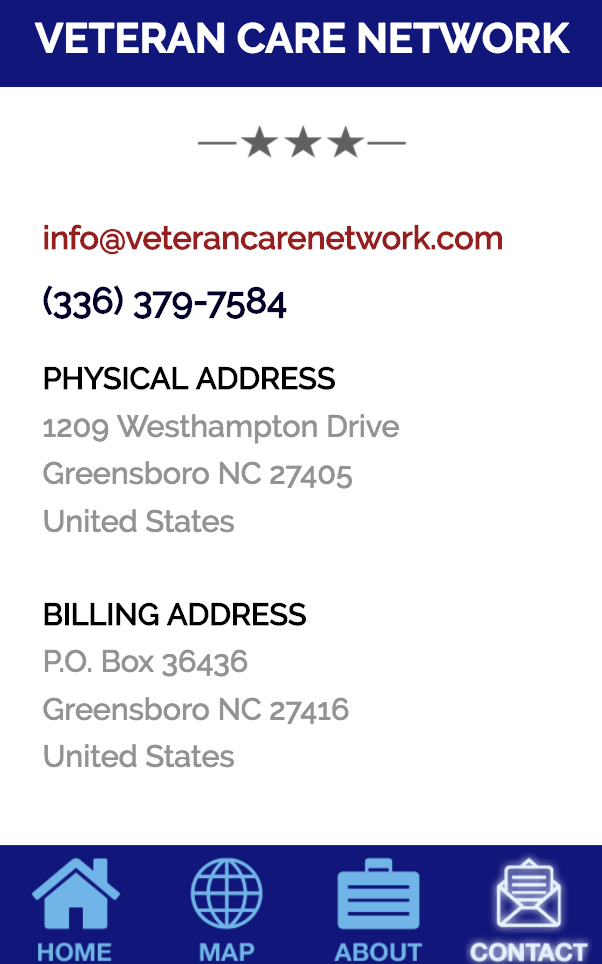 VETERAN CARE NETWORK
info@veterancarenetwork.com
(336) 379-7584
PHYSICAL ADDRESS
1209 Westhampton Drive
Greensboro NC 27405
United States
BILLING ADDRESS
P.O. Box 36436
Greensboro NC 27416
United States
HOME MAP ABOUT CONTACT